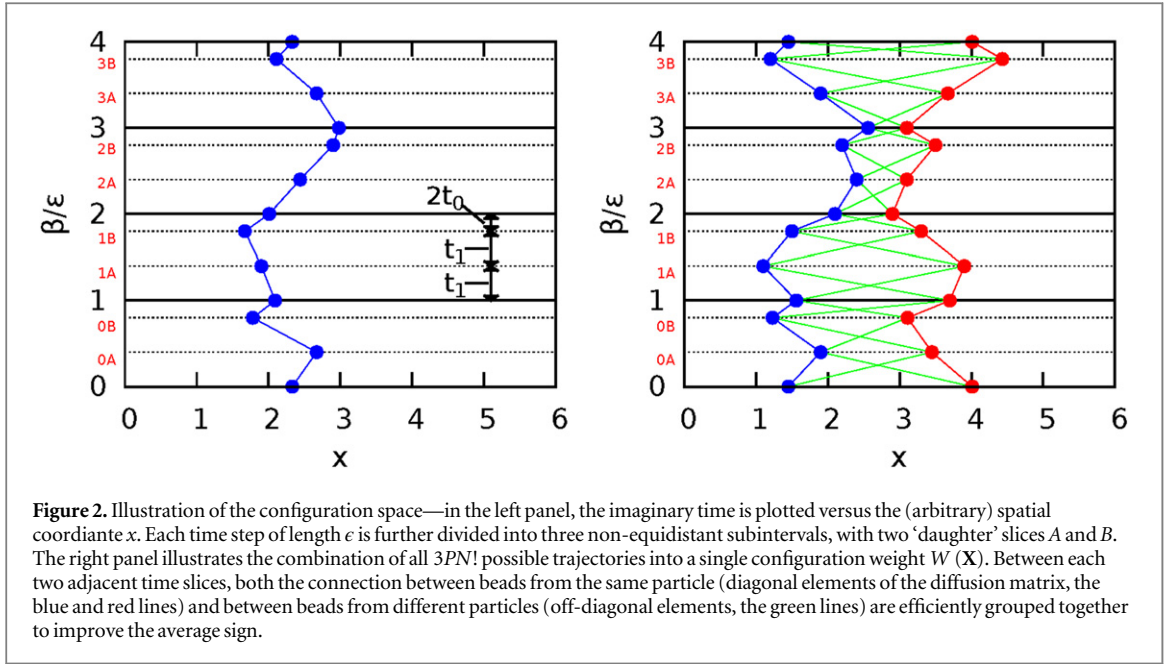 4
3B
3A
3
2B
2A
2
1B
1A
1
0B
0A
0
β/ε
2t₀
t₁
t₁
0 1 2 3 4 5 6
x
4
3B
3A
3
2B
2A
2
1B
1A
1
0B
0A
0
β/ε
0 1 2 3 4 5 6
x
Figure 2. Illustration of the configuration space—in the left panel, the imaginary time is plotted versus the (arbitrary) spatial
coordiante x. Each time step of length ϵ is further divided into three non-equidistant subintervals, with two ‘daughter’ slices A and B.
The right panel illustrates the combination of all 3PN! possible trajectories into a single configuration weight W (X). Between each
two adjacent time slices, both the connection between beads from the same particle (diagonal elements of the diffusion matrix, the
blue and red lines) and between beads from different particles (off-diagonal elements, the green lines) are efficiently grouped together
to improve the average sign.